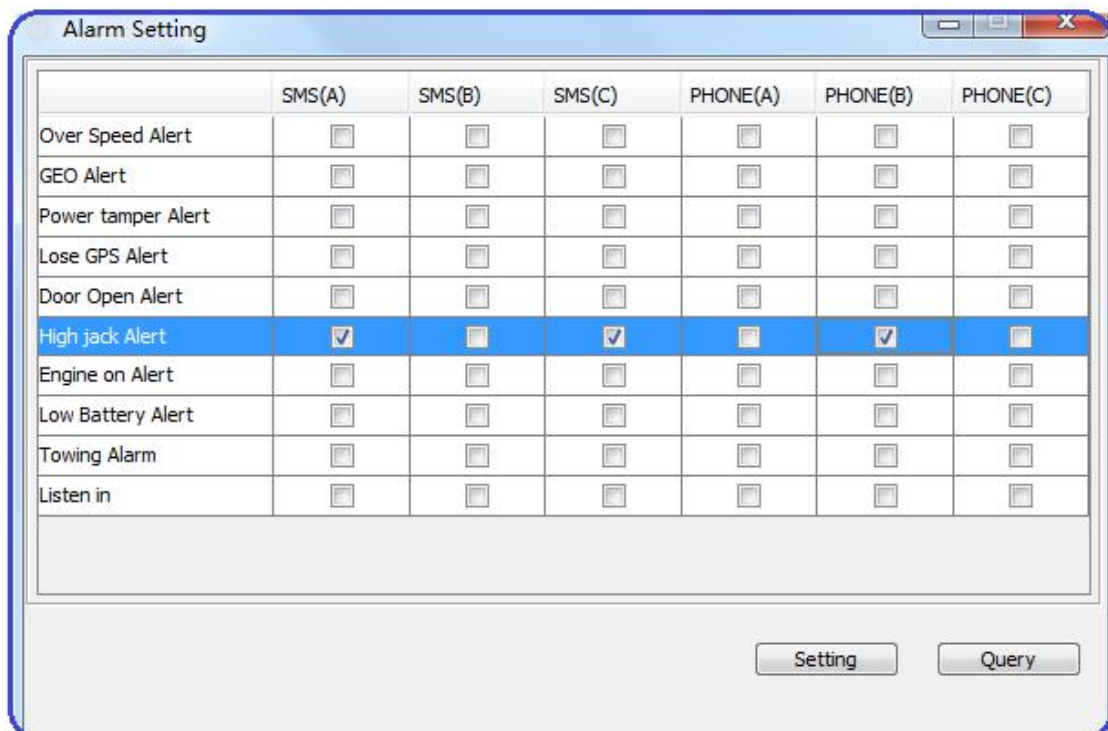 Alarm Setting
SMS(A) SMS(B) SMS(C) PHONE(A) PHONE(B) PHONE(C)
Over Speed Alert
GEO Alert
Power tamper Alert
Lose GPS Alert
Door Open Alert
High jack Alert
Engine on Alert
Low Battery Alert
Towing Alarm
Listen in
Setting Query